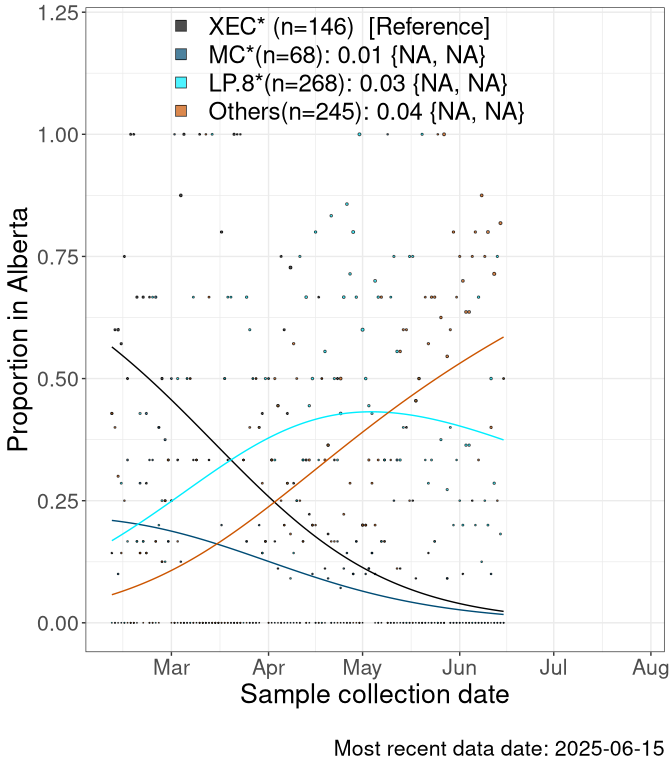 XEC* (n=146) [Reference]
MC*(n=68): 0.01 {NA, NA}
LP.8*(n=268): 0.03 {NA, NA}
Others(n=245): 0.04 {NA, NA}
1.25
1.00
0.75
0.50
0.25
0.00
Proportion in Alberta
Mar Apr May Jun Jul Aug
Sample collection date
Most recent data date: 2025-06-15